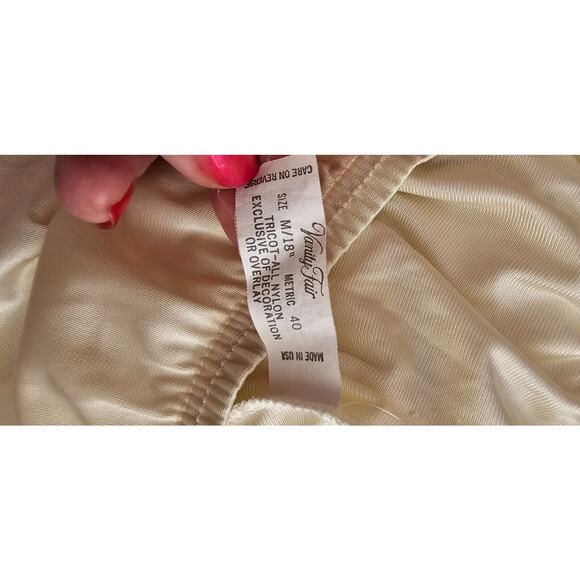 Vanity Fair
SIZE M/18" METRIC 40
TRICOT-ALL NYLON
EXCLUSIVE OF DECORATION
OR OVERLAY
CARE ON REVERSE
MADE IN USA